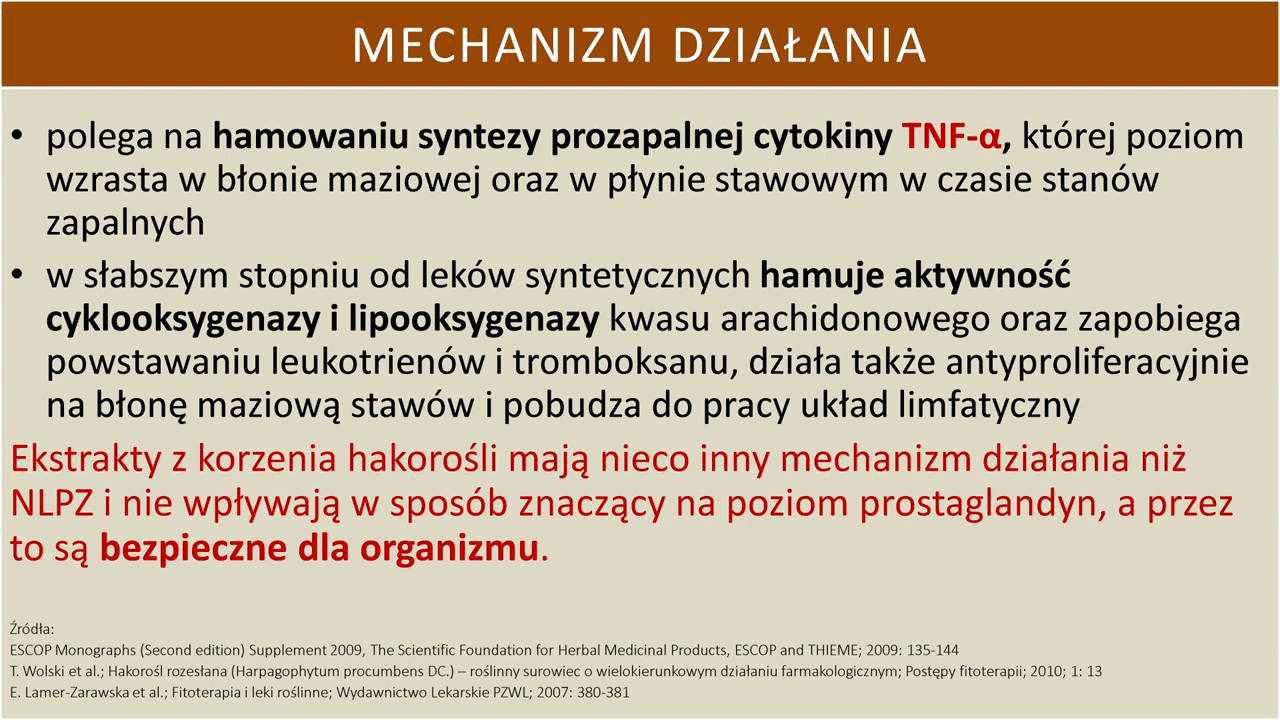 MECHANIZM DZIAŁANIA
• polega na hamowaniu syntezy prozapalnej cytokiny TNF-α, której poziom
wzrasta w błonie maziowej oraz w płynie stawowym w czasie stanów
zapalnych
• w słabszym stopniu od leków syntetycznych hamuje aktywność
cyklooksygenazy i lipooksygenazy kwasu arachidonowego oraz zapobiega
powstawaniu leukotrienów i tromboksanu, działa także antyproliferacyjnie
na błonę maziową stawów i pobudza do pracy układ limfatyczny
Ekstrakty z korzenia hakorośli mają nieco inny mechanizm działania niż
NLPZ i nie wpływają w sposób znaczący na poziom prostaglandyn, a przez
to są bezpieczne dla organizmu.
Źródła:
ESCOP Monographs (Second edition) Supplement 2009, The Scientific Foundation for Herbal Medicinal Products, ESCOP and THIEME; 2009: 135-144
T. Wolski et al.; Hakorośl rozesłana (Harpagophytum procumbens DC.) – roślinny surowiec o wielokierunkowym działaniu farmakologicznym; Postępy fitoterapii; 2010; 1: 13
E. Lamer-Zarawska et al.; Fitoterapia i leki roślinne; Wydawnictwo Lekarskie PZWL; 2007: 380-381